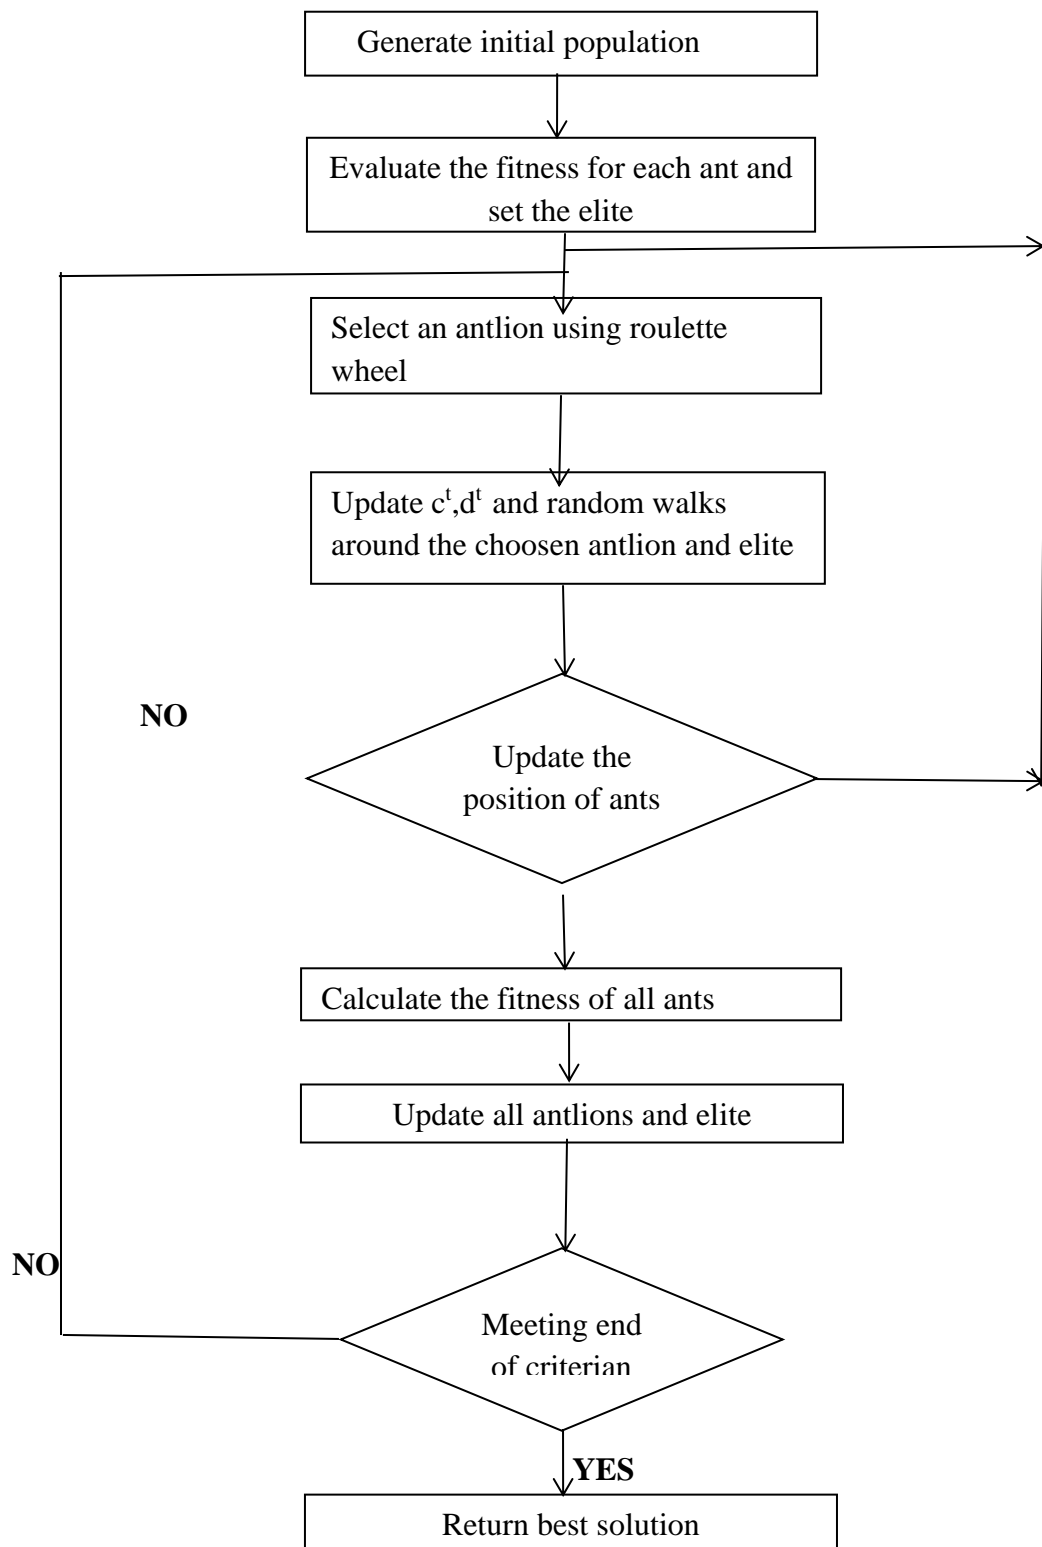 Generate initial population
Evaluate the fitness for each ant and
set the elite
Select an antlion using roulette
wheel
Update cᵗ,dᵗ and random walks
around the choosen antlion and elite
NO
Update the
position of ants
Calculate the fitness of all ants
Update all antlions and elite
NO
Meeting end
of criterian
YES
Return best solution